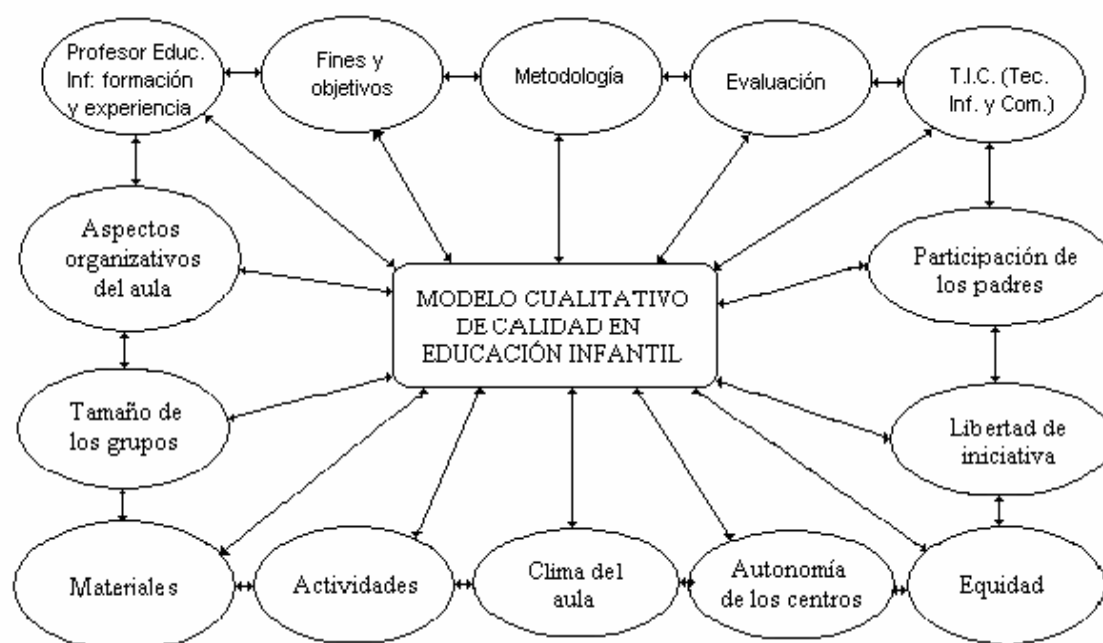 Profesor Educ.
Inf: formación
y experiencia
Fines y
objetivos
Metodología
Evaluación
T.I.C. (Tec.
Inf. y Com.)
Aspectos
organizativos
del aula
Participación de
los padres
MODELO CUALITATIVO
DE CALIDAD EN
EDUCACIÓN INFANTIL
Tamaño de
los grupos
Libertad de
iniciativa
Materiales
Actividades
Clima del
aula
Autonomía
de los centros
Equidad